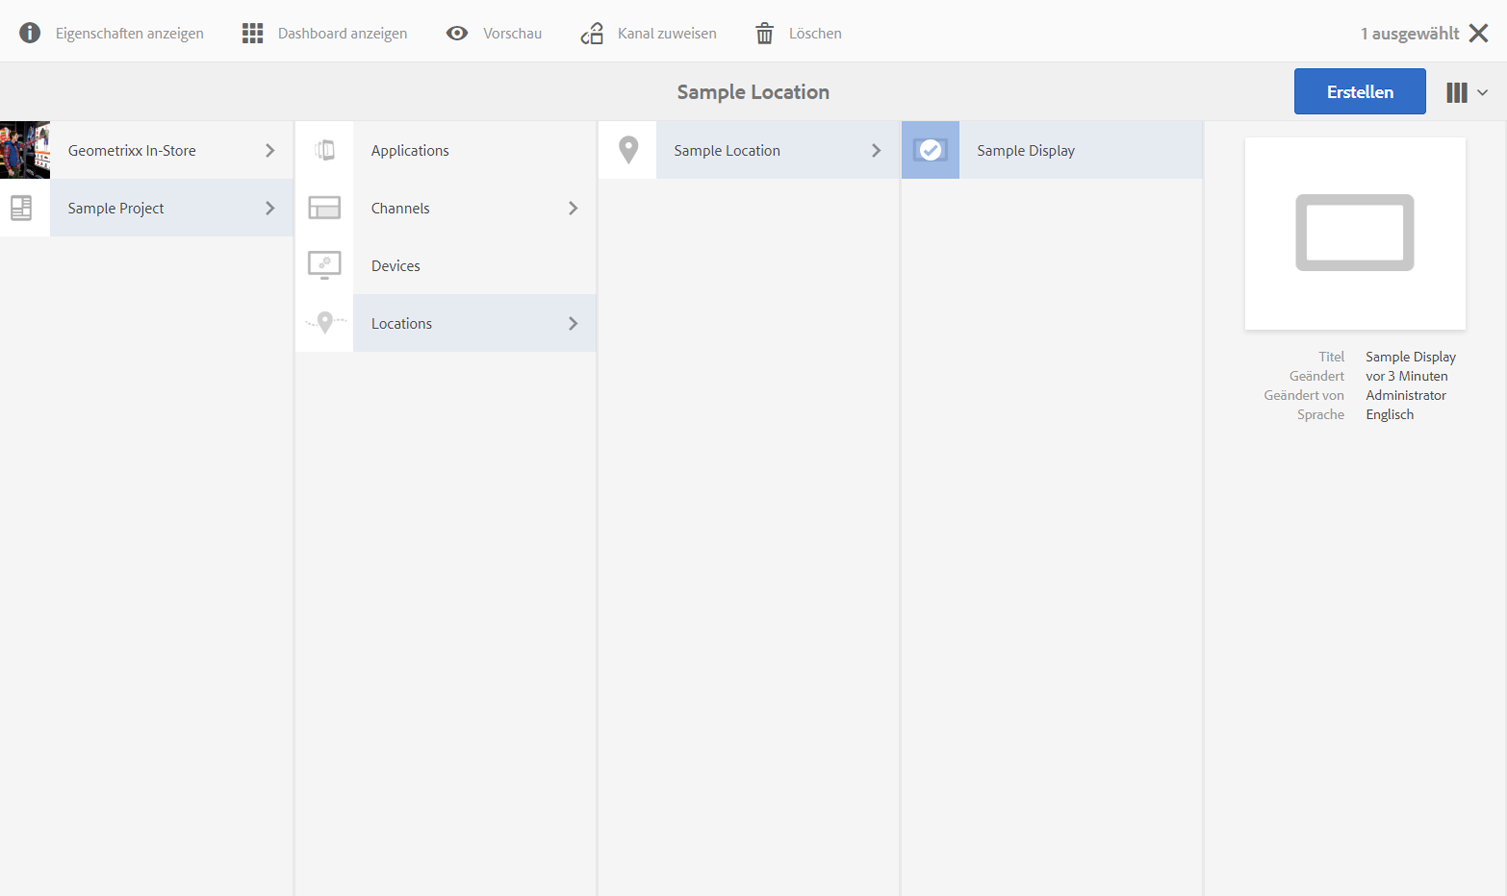 Eigenschaften anzeigen Dashboard anzeigen Vorschau Kanal zuweisen Löschen 1 ausgewählt
Sample Location Erstellen
Geometrixx In-Store
Sample Project
Applications
Channels
Devices
Locations
Sample Location
Sample Display
Titel Sample Display
Geändert vor 3 Minuten
Geändert von Administrator
Sprache Englisch